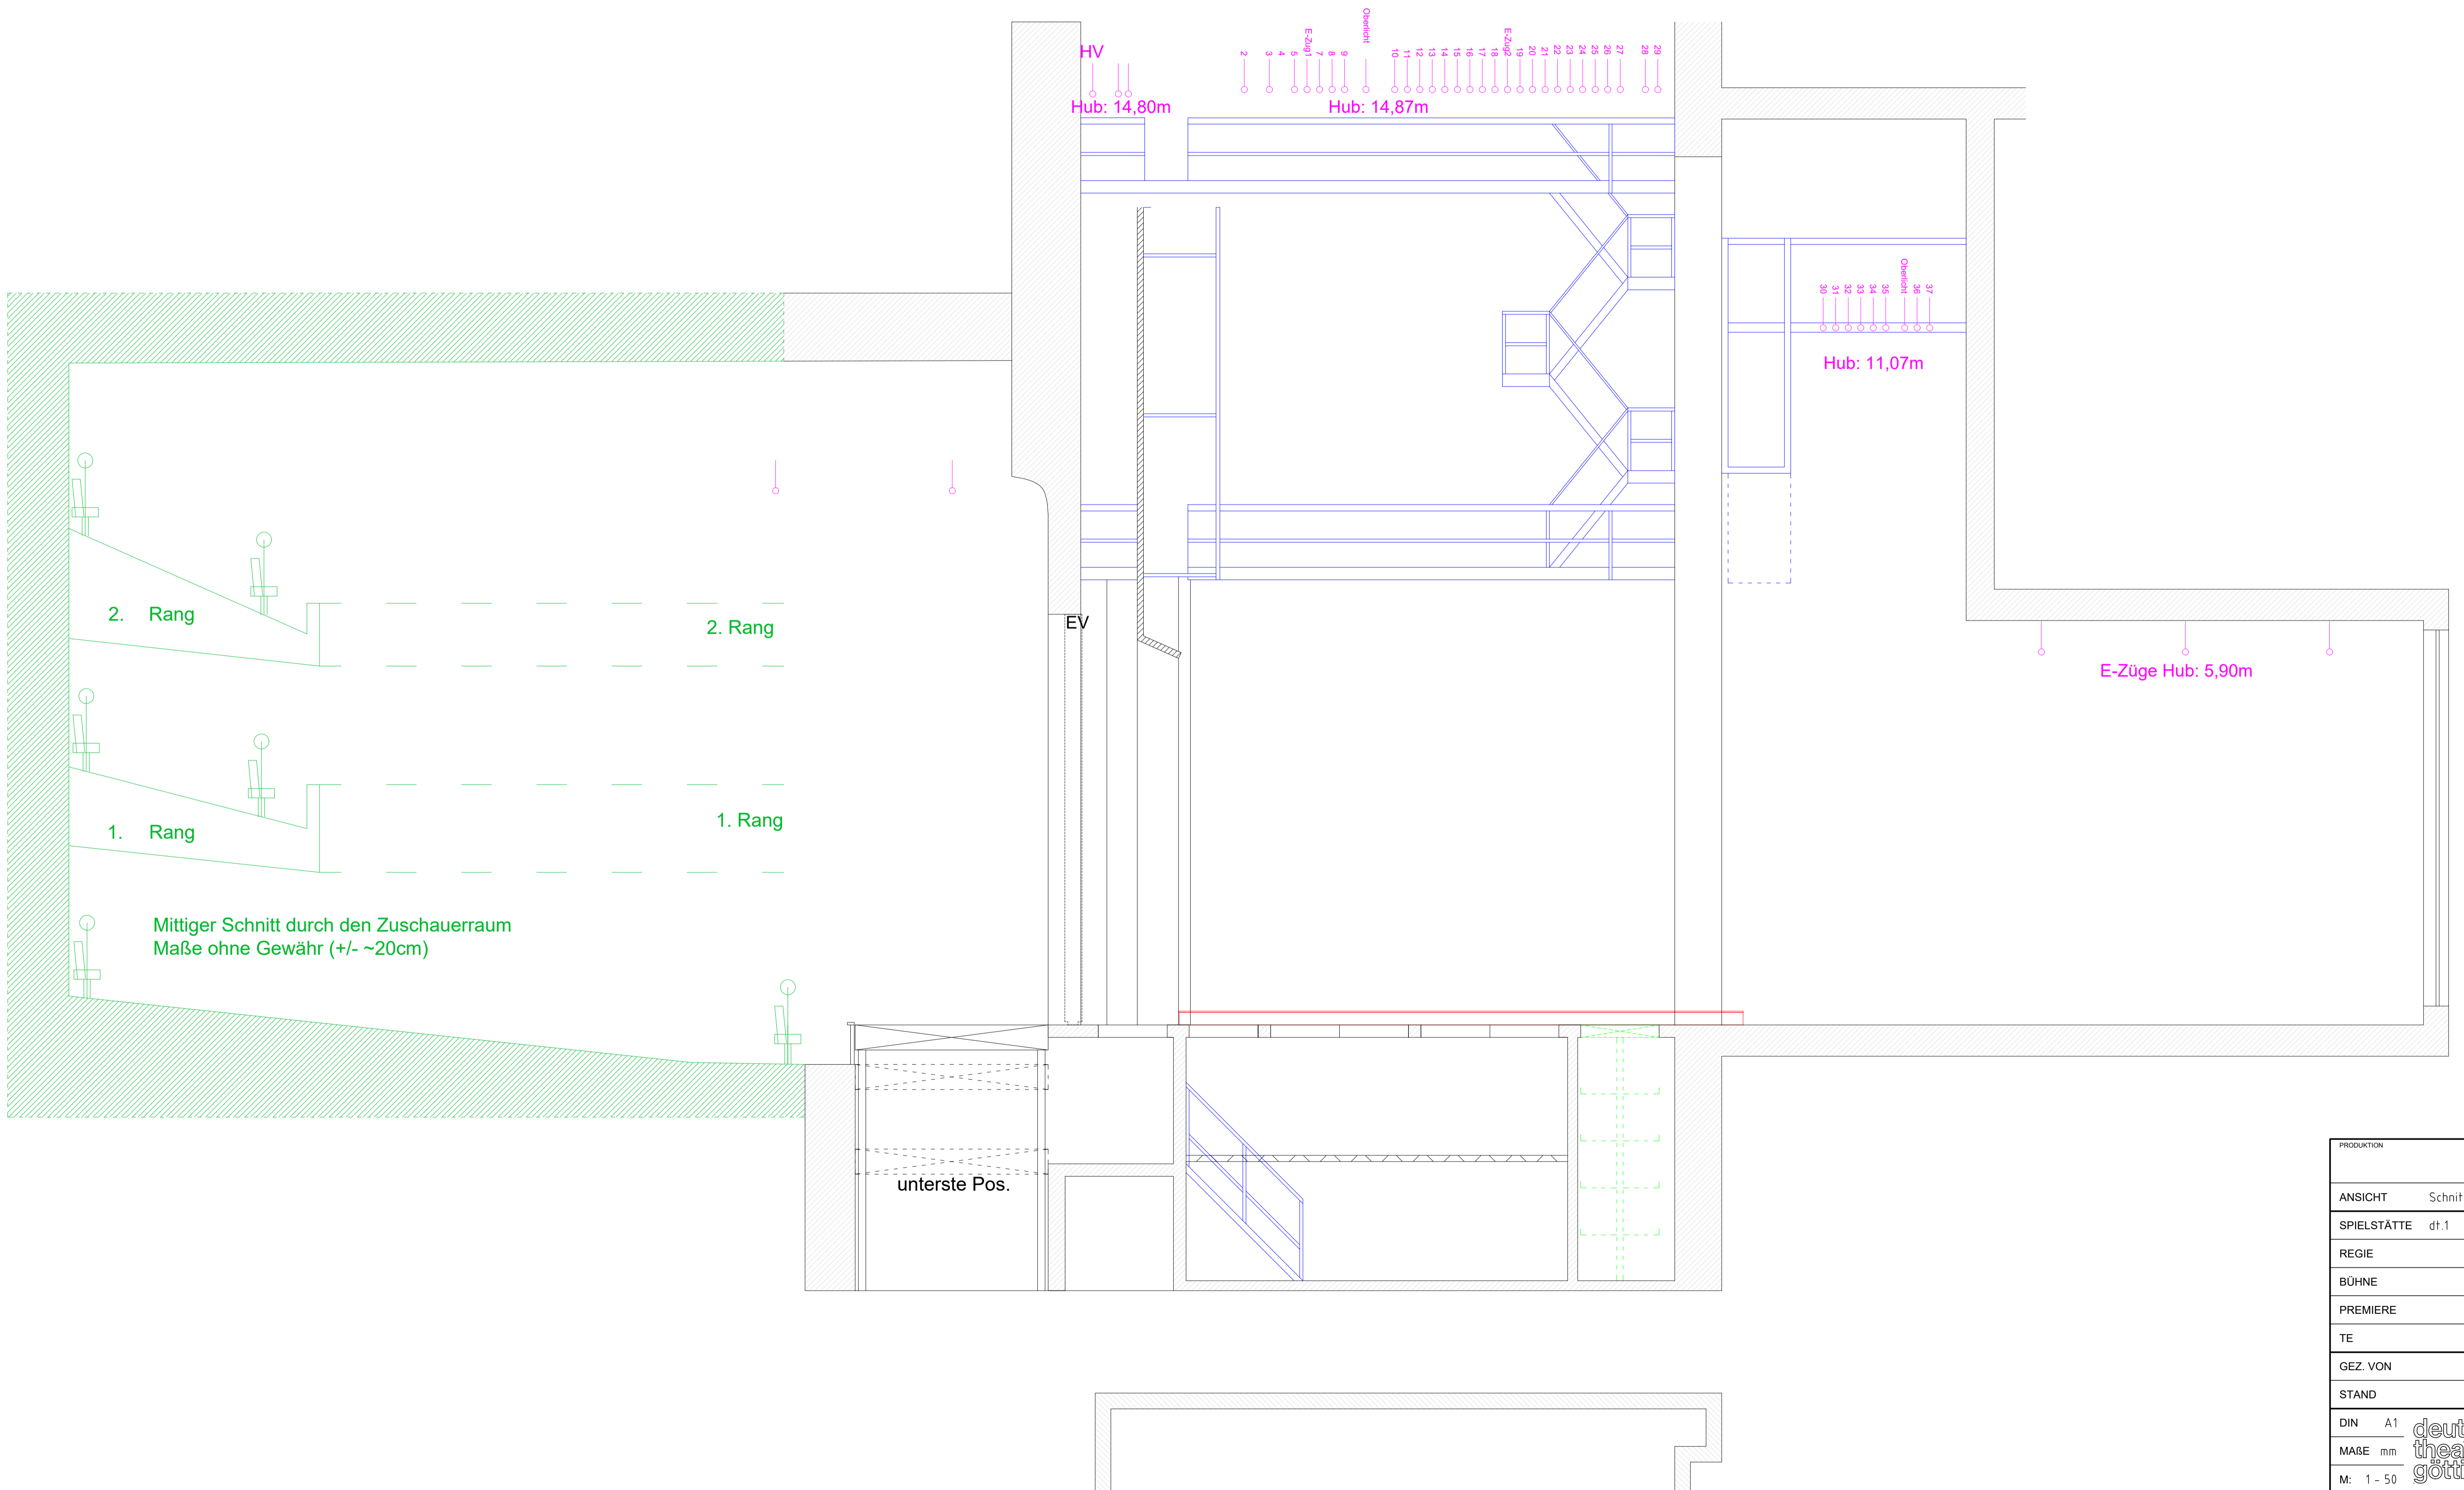 HV
Hub: 14,80m
2
3
4
5
E-Zug1
7
8
9
Oberlicht
10
11
12
13
14
15
16
17
18
E-Zug2
19
20
21
22
23
24
25
26
27
28
29
Hub: 14,87m
30
31
32
33
34
35
Oberlicht
36
37
Hub: 11,07m
2. Rang
2. Rang
EV
E-Züge Hub: 5,90m
1. Rang
1. Rang
Mittiger Schnitt durch den Zuschauerraum
Maße ohne Gewähr (+/- ~20cm)
unterste Pos.
PRODUKTION
ANSICHT Schnit
SPIELSTÄTTE dt.1
REGIE
BÜHNE
PREMIERE
TE
GEZ. VON
STAND
DIN A1
MAßE mm
M: 1 - 50
deut
thea
götti